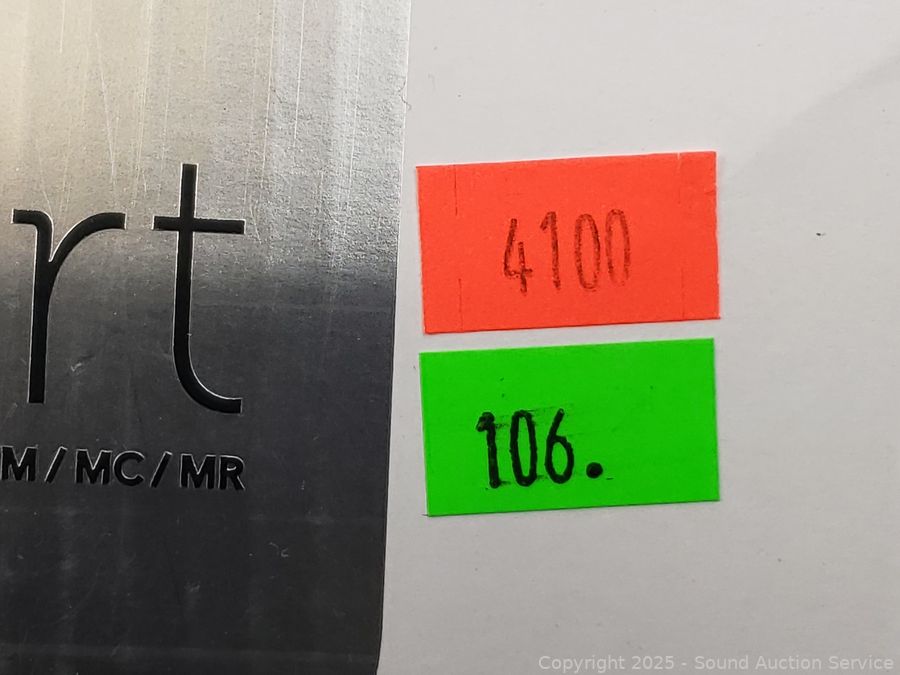 rt
M / MC / MR
4100
106.
Copyright 2025 - Sound Auction Service